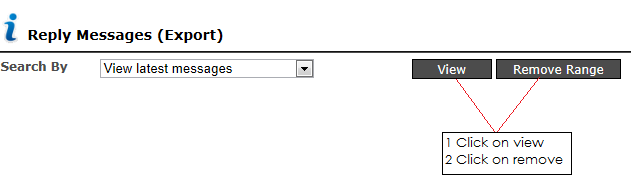 Reply Messages (Export)
Search By View latest messages View Remove Range
1 Click on view
2 Click on remove